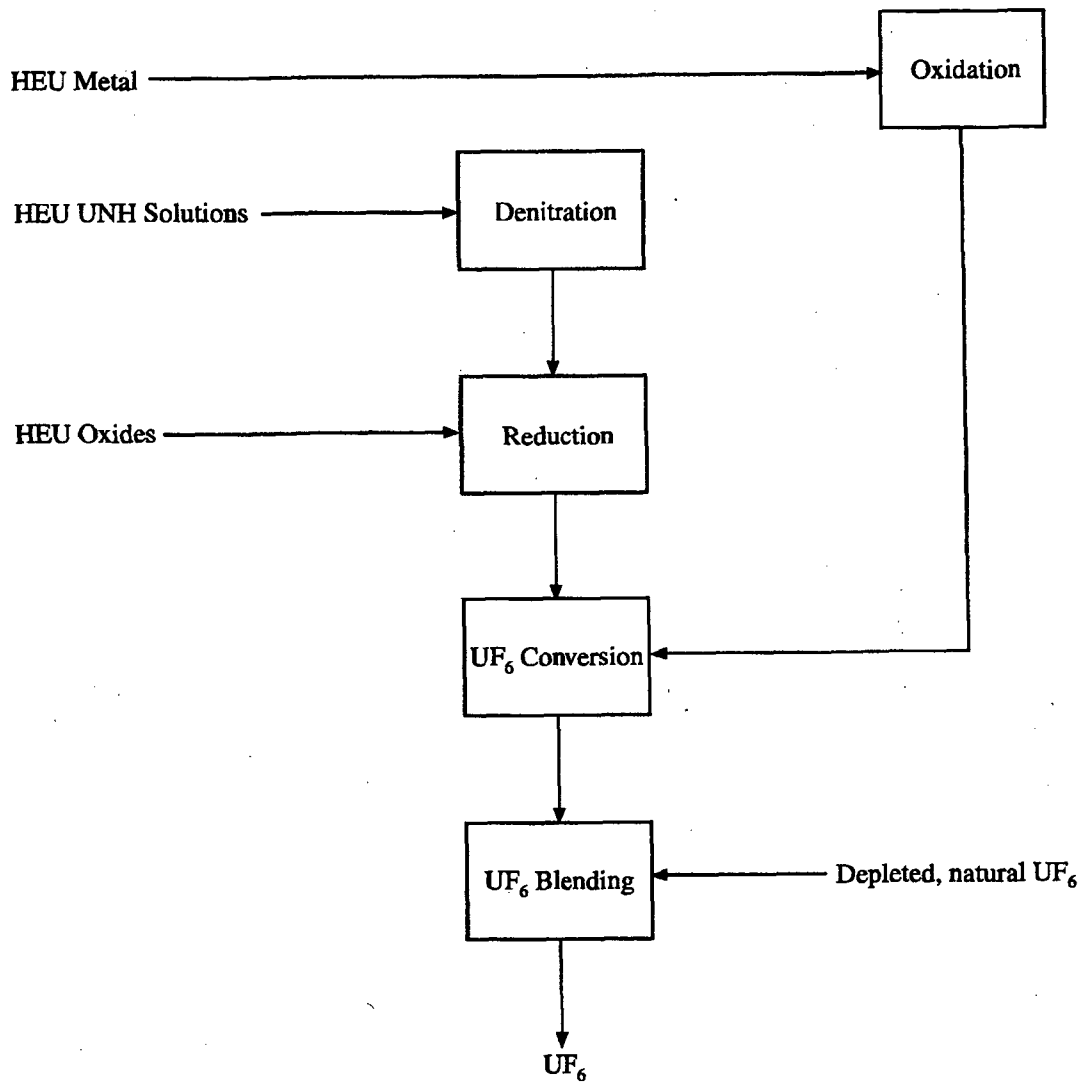 HEU Metal
Oxidation
HEU UNH Solutions
Denitration
HEU Oxides
Reduction
UF₆ Conversion
UF₆ Blending
Depleted, natural UF₆
UF₆